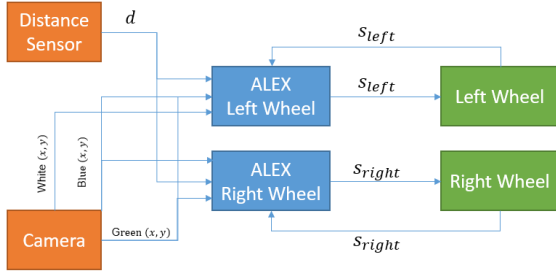 Distance
Sensor
d
ALEX
Left Wheel
s_left
s_left
Left Wheel
White (x, y)
Blue (x, y)
ALEX
Right Wheel
s_right
Right Wheel
Camera
Green (x, y)
s_right